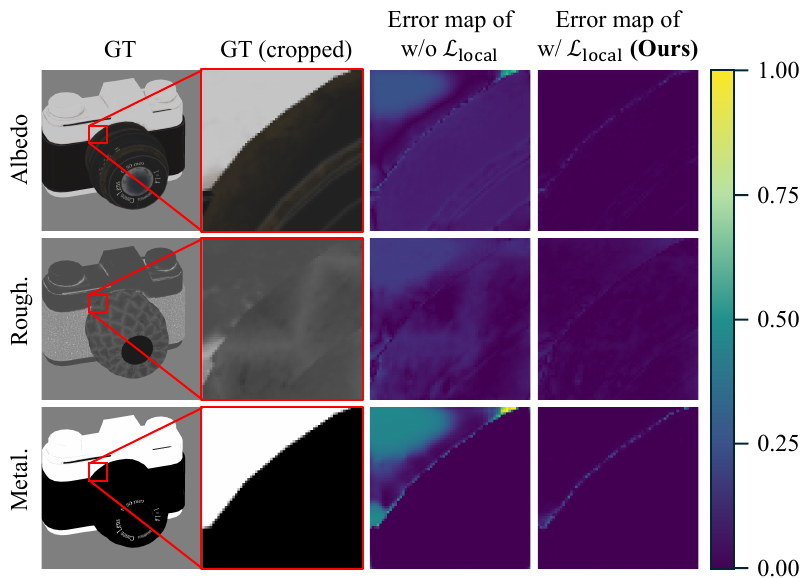 GT
GT (cropped)
Error map of
w/o ℒlocal
Error map of
w/ ℒlocal (Ours)
Albedo
Rough.
Metal.
1.00
0.75
0.50
0.25
0.00